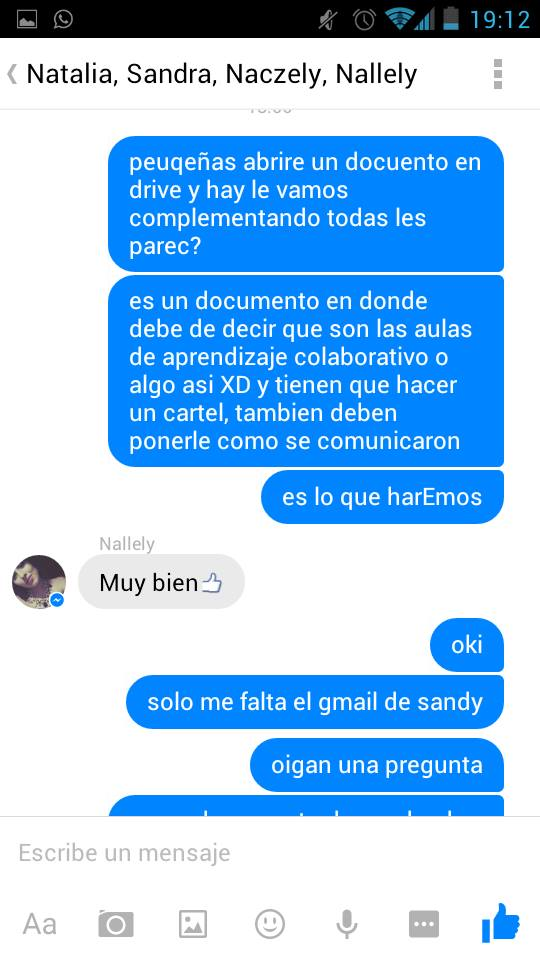 19:12
Natalia, Sandra, Naczely, Nallely
peuqeñas abrire un docuento en
drive y hay le vamos
complementando todas les
parec?
es un documento en donde
debe de decir que son las aulas
de aprendizaje colaborativo o
algo asi XD y tienen que hacer
un cartel, tambien deben
ponerle como se comunicaron
es lo que harEmos
Nallely
Muy bien
oki
solo me falta el gmail de sandy
oigan una pregunta
Escribe un mensaje
Aa